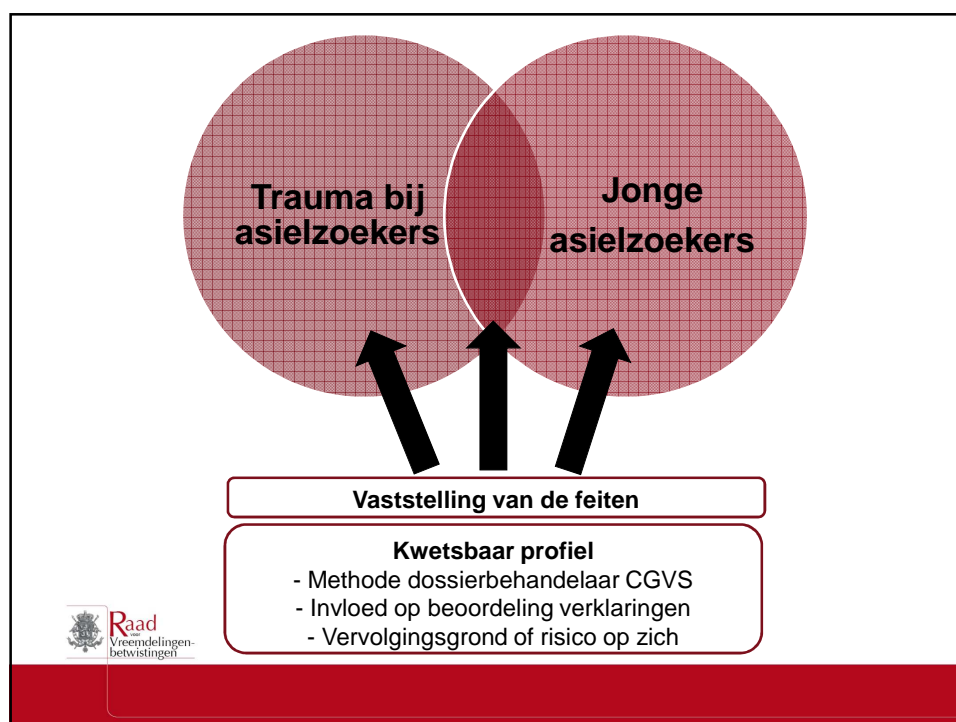 Trauma bij
asielzoekers
Jonge
asielzoekers
Vaststelling van de feiten
Kwetsbaar profiel
- Methode dossierbehandelaar CGVS
- Invloed op beoordeling verklaringen
- Vervolgingsgrond of risico op zich
Raad
voor
Vreemdelingen-
betwistingen